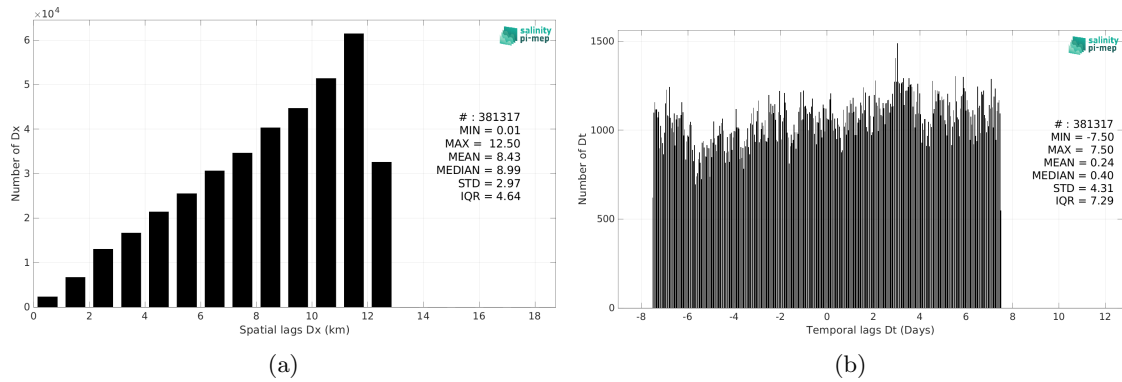 ×10⁴
6
5
4
3
2
1
0
Number of Dx
0 2 4 6 8 10 12 14 16 18
Spatial lags Dx (km)
salinity
pi-mep
# : 381317
MIN = 0.01
MAX = 12.50
MEAN = 8.43
MEDIAN = 8.99
STD = 2.97
IQR = 4.64
(a)
1500
1000
500
0
Number of Dt
-8 -6 -4 -2 0 2 4 6 8 10 12
Temporal lags Dt (Days)
salinity
pi-mep
# : 381317
MIN = -7.50
MAX = 7.50
MEAN = 0.24
MEDIAN = 0.40
STD = 4.31
IQR = 7.29
(b)